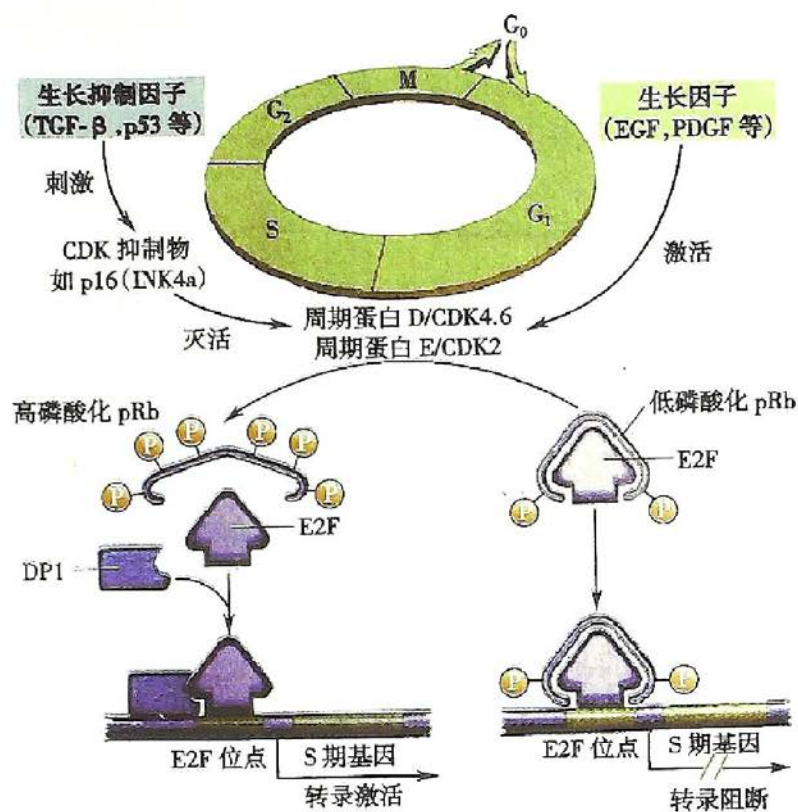 G₀
M
G₂
S
G₁
生长抑制因子
(TGF-β,p53 等)
刺激
CDK 抑制物
如 p16(INK4a)
灭活
生长因子
(EGF,PDGF 等)
激活
周期蛋白 D/CDK4.6
周期蛋白 E/CDK2
高磷酸化 pRb
P
P
P
P
P
P
E2F
DP1
E2F 位点
S 期基因
转录激活
低磷酸化 pRb
E2F
P
P
P
P
E2F 位点
S 期基因
转录阻断